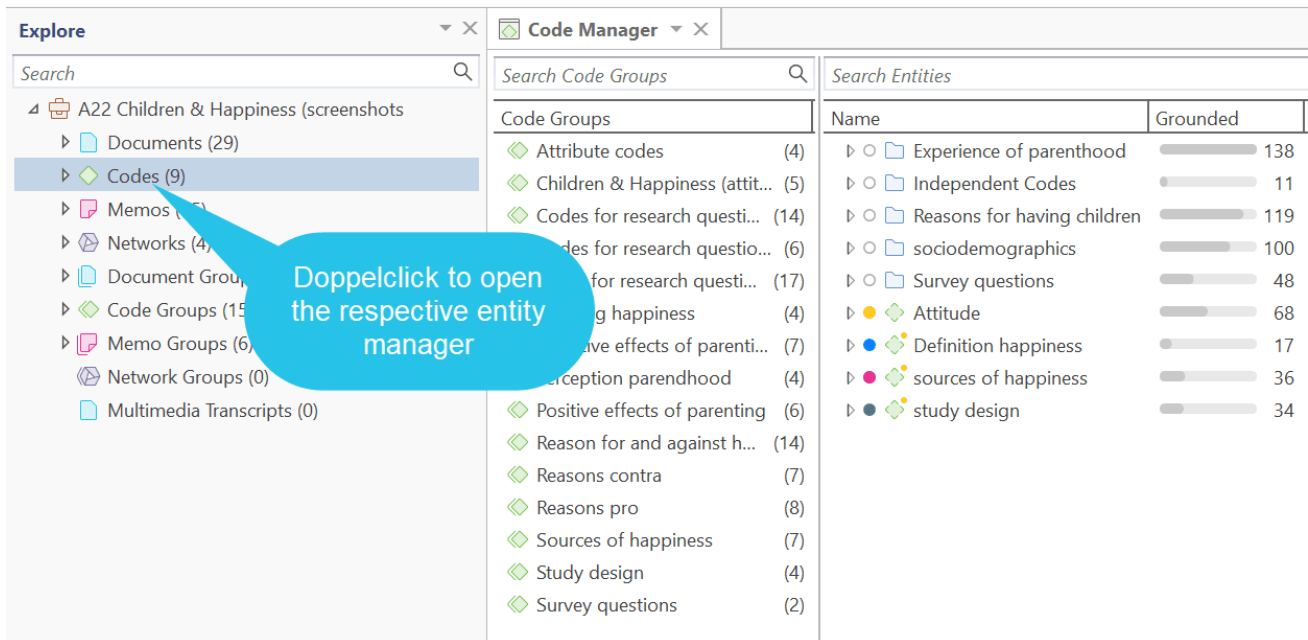 Explore
Search
A22 Children & Happiness (screenshots
Documents (29)
Codes (9)
Memos
Networks (4)
Document Grou
Code Groups (15
Memo Groups (6)
Network Groups (0)
Multimedia Transcripts (0)
Doppelclick to open
the respective entity
manager
Code Manager
Search Code Groups
Code Groups
Attribute codes (4)
Children & Happiness (attit... (5)
Codes for research questi... (14)
des for research questio... (6)
for research questi... (17)
g happiness (4)
ive effects of parenti... (7)
erception parendhood (4)
Positive effects of parenting (6)
Reason for and against h... (14)
Reasons contra (7)
Reasons pro (8)
Sources of happiness (7)
Study design (4)
Survey questions (2)
Search Entities
Name Grounded
Experience of parenthood 138
Independent Codes 11
Reasons for having children 119
sociodemographics 100
Survey questions 48
Attitude 68
Definition happiness 17
sources of happiness 36
study design 34